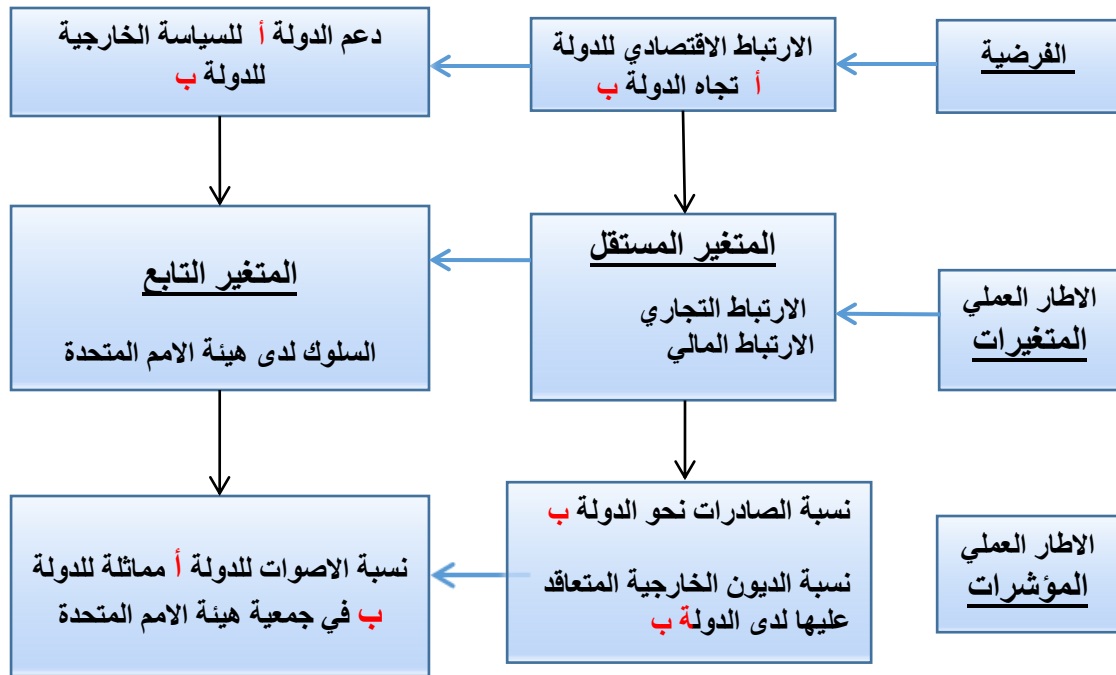 الفرضية
الارتباط الاقتصادي للدولة
أ تجاه الدولة ب
دعم الدولة أ للسياسة الخارجية
للدولة ب
الاطار العملي
المتغيرات
المتغير المستقل
الارتباط التجاري
الارتباط المالي
المتغير التابع
السلوك لدى هيئة الامم المتحدة
الاطار العملي
المؤشرات
نسبة الصادرات نحو الدولة ب
نسبة الديون الخارجية المتعاقد
عليها لدى الدولة ب
نسبة الاصوات للدولة أ مماثلة للدولة
ب في جمعية هيئة الامم المتحدة